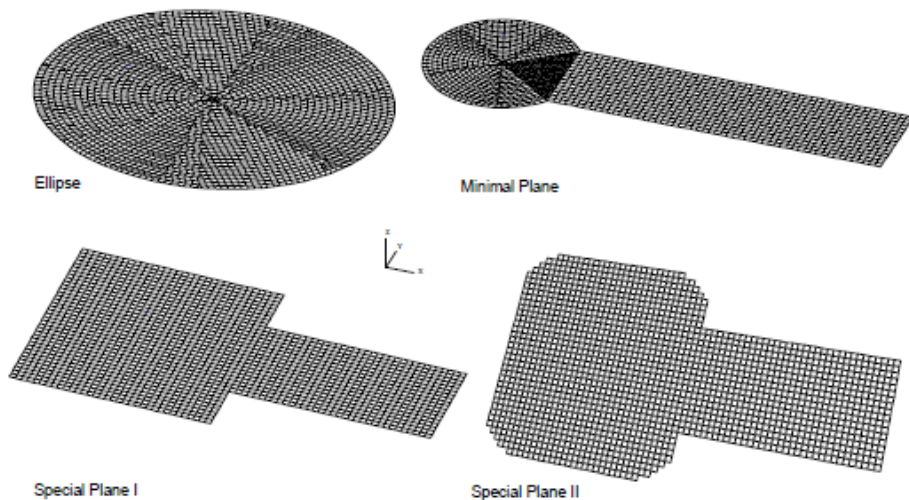 Ellipse
Minimal Plane
Z
Y
X
Special Plane I
Special Plane II